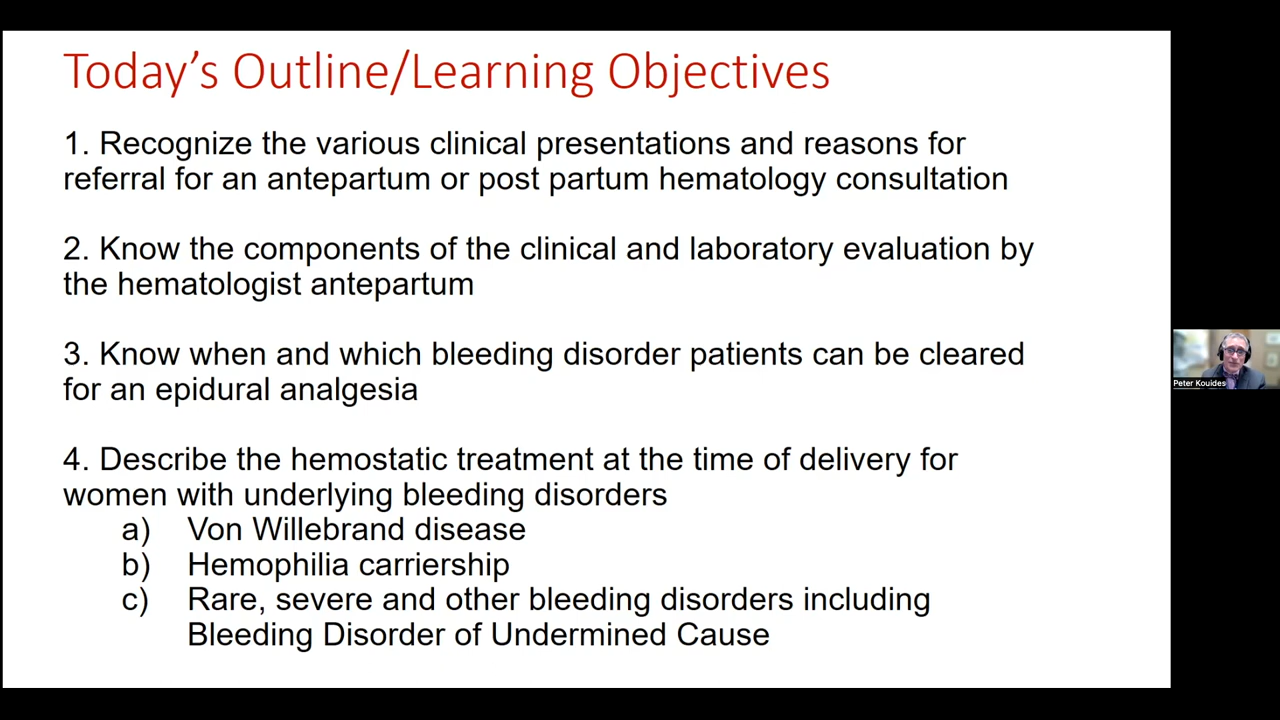 Today's Outline/Learning Objectives
1. Recognize the various clinical presentations and reasons for
referral for an antepartum or post partum hematology consultation
2. Know the components of the clinical and laboratory evaluation by
the hematologist antepartum
3. Know when and which bleeding disorder patients can be cleared
for an epidural analgesia
4. Describe the hemostatic treatment at the time of delivery for
women with underlying bleeding disorders
a) Von Willebrand disease
b) Hemophilia carriership
c) Rare, severe and other bleeding disorders including
Bleeding Disorder of Undermined Cause
Peter Kouides